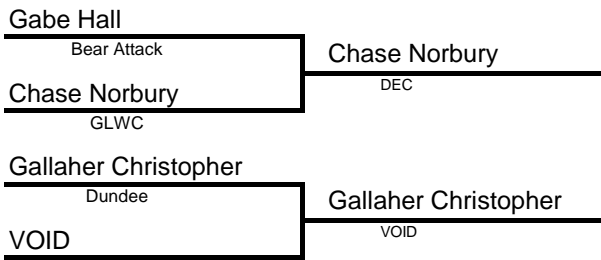 Gabe Hall
Bear Attack
Chase Norbury
DEC
Chase Norbury
GLWC
Gallaher Christopher
Dundee
Gallaher Christopher
VOID
VOID